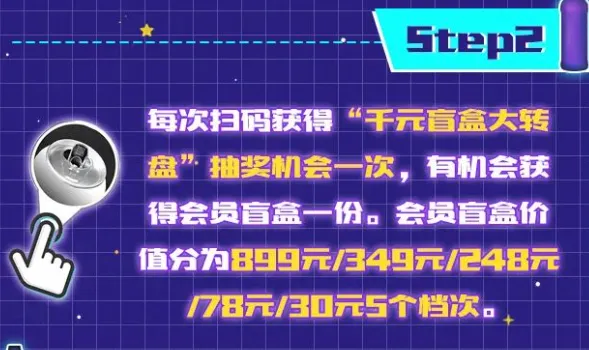 Step2
每次扫码获得“千元盲盒大转
盘”抽奖机会一次，有机会获
得会员盲盒一份。会员盲盒价
值分为899元/349元/248元
/78元/30元5个档次。